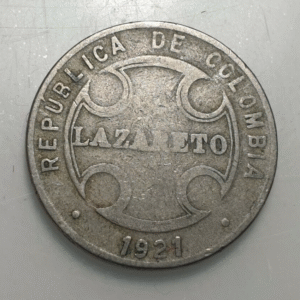 REPUBLICA DE COLOMBIA
LAZARETO
1921